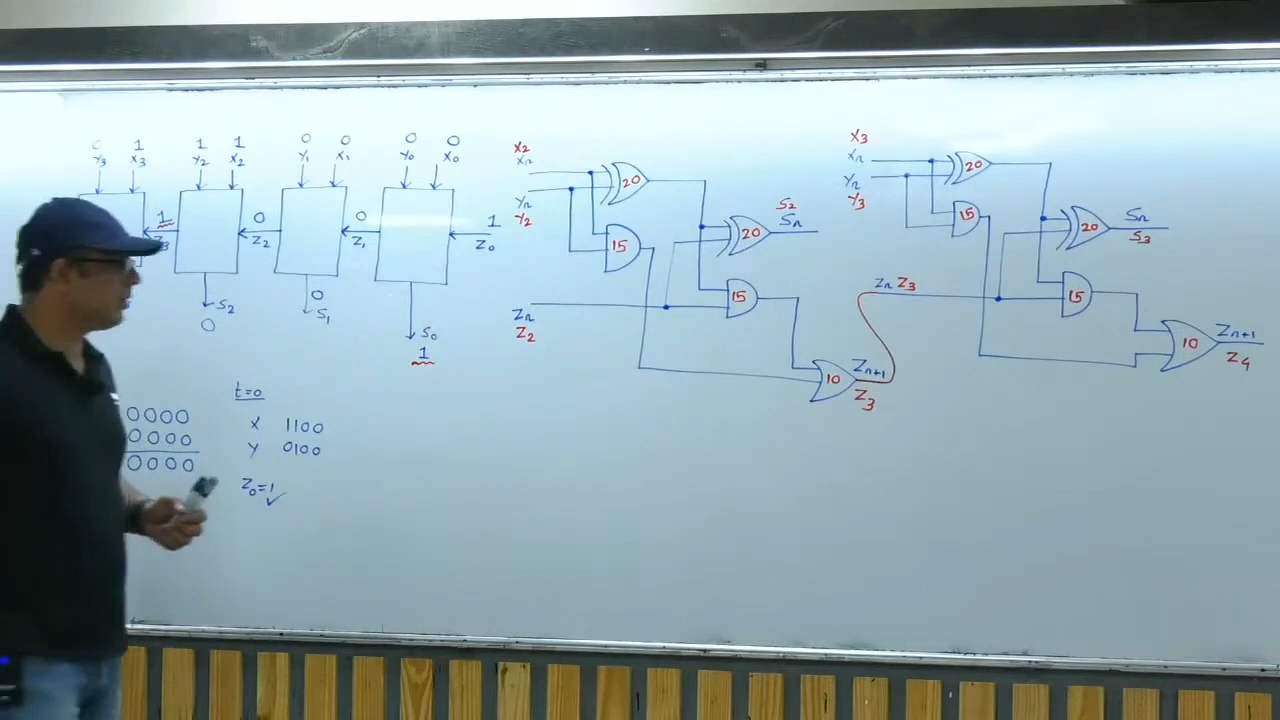 0 1 1 1 0 0 0 0
Y3 X3 Y2 X2 Y1 X1 Y0 X0
1 0 0 1
Z3 Z2 Z1 Z0
S2 0 S1 S0
0 1
t=0
0000 X 1100
0000 Y 0100
0000
Z0=1 ✓
X2
Xn
Yn
Y2
20
15
S2
20 Sn
15
Zn
Z2
10 Zn+1
Z3
X3
Xn
Yn
Y3
20
15
20 Sn
S3
Zn Z3
15
10 Zn+1
Z4